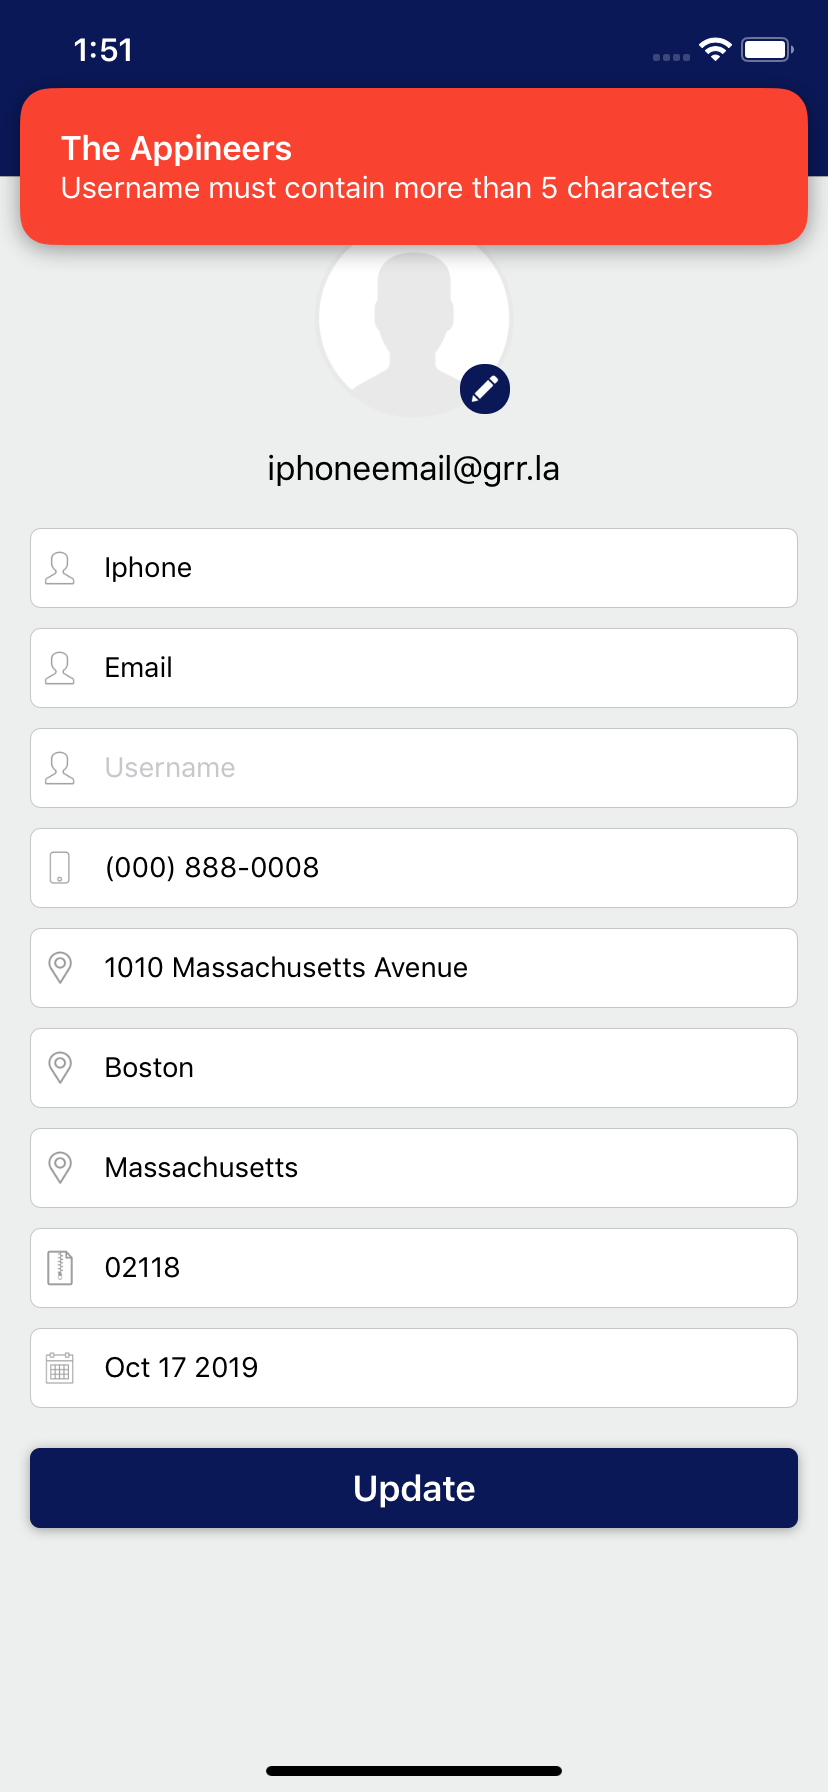 1:51
The Appineers
Username must contain more than 5 characters
iphoneemail@grr.la
Iphone
Email
Username
(000) 888-0008
1010 Massachusetts Avenue
Boston
Massachusetts
02118
Oct 17 2019
Update